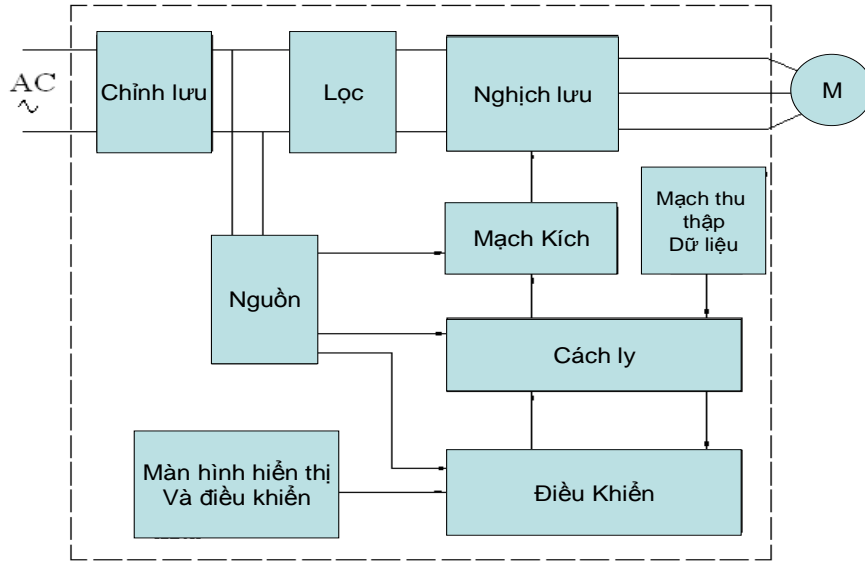 AC
Chỉnh lưu
Lọc
Nghịch lưu
M
Mạch Kích
Mạch thu
thập
Dữ liệu
Nguồn
Cách ly
Màn hình hiển thị
Và điều khiển
Điều Khiển